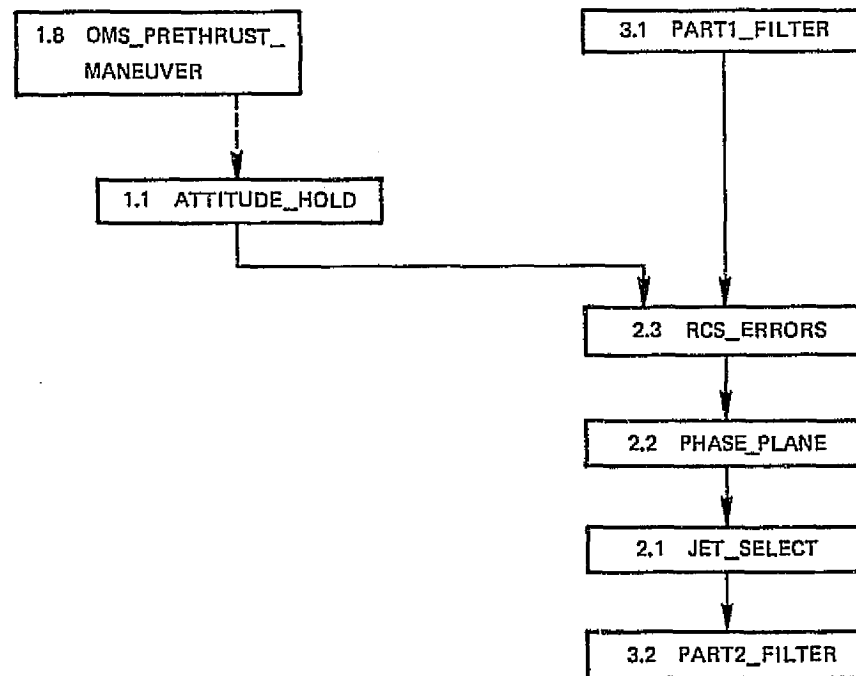 1.8 OMS_PRETHRUST_
MANEUVER
3.1 PART1_FILTER
1.1 ATTITUDE_HOLD
2.3 RCS_ERRORS
2.2 PHASE_PLANE
2.1 JET_SELECT
3.2 PART2_FILTER